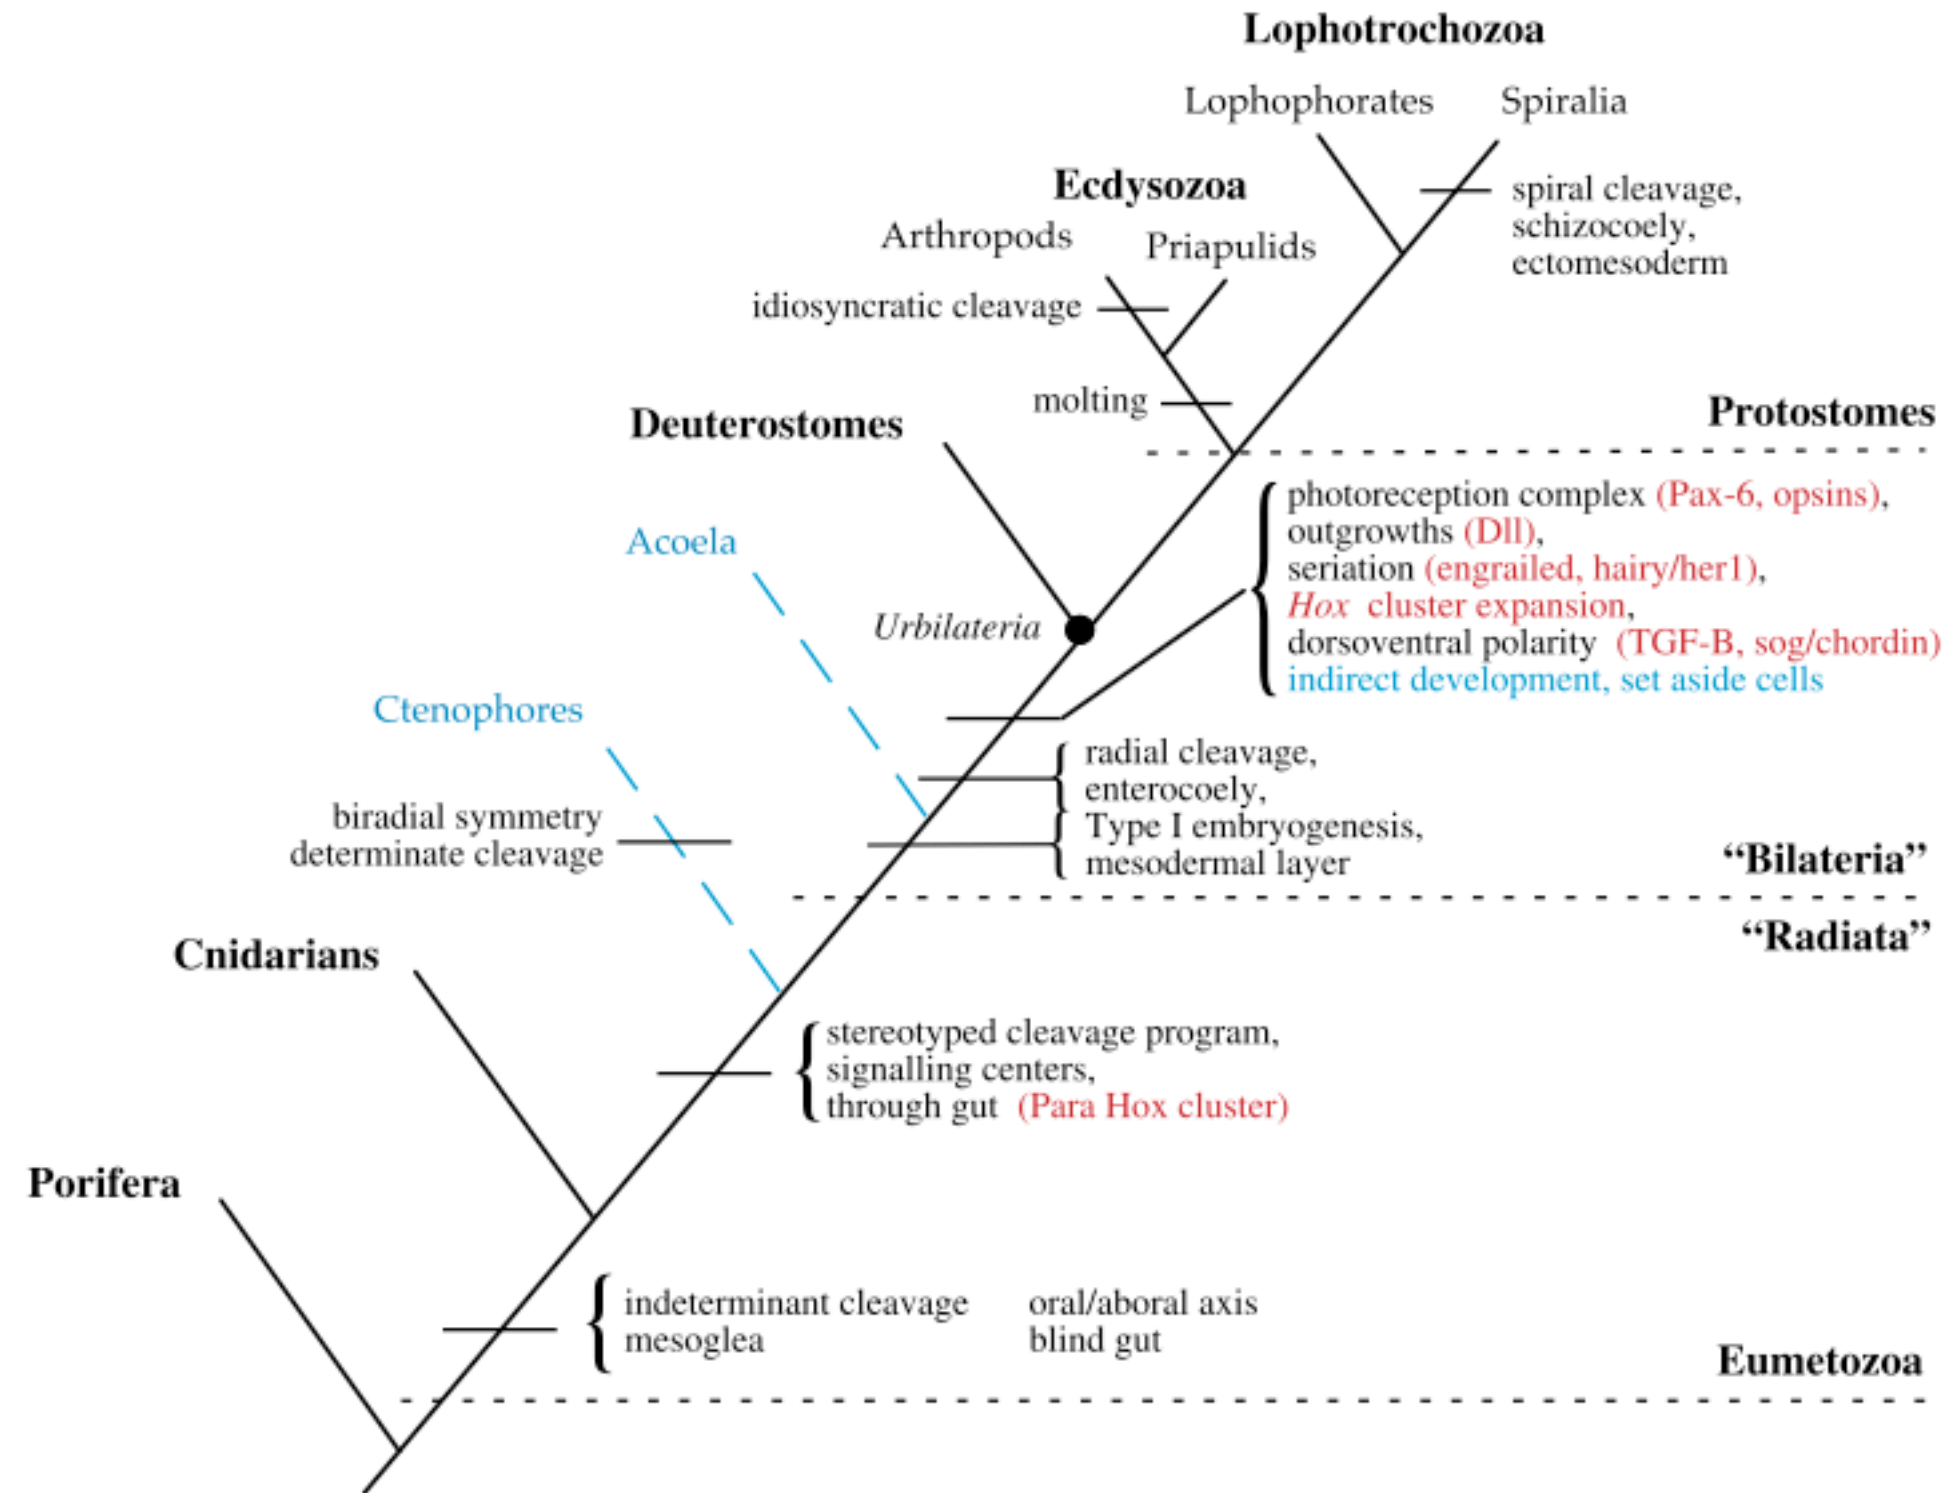 Lophotrochozoa
Lophophorates
Spiralia
spiral cleavage,
schizocoely,
ectomesoderm
Ecdysozoa
Arthropods
Priapulids
idiosyncratic cleavage
molting
Protostomes
Deuterostomes
photoreception complex (Pax-6, opsins),
outgrowths (Dll),
seriation (engrailed, hairy/her1),
Hox cluster expansion,
dorsoventral polarity (TGF-B, sog/chordin)
indirect development, set aside cells
Acoela
Urbilateria
Ctenophores
radial cleavage,
enterocoely,
Type I embryogenesis,
mesodermal layer
biradial symmetry
determinate cleavage
“Bilateria”
“Radiata”
Cnidarians
stereotyped cleavage program,
signalling centers,
through gut (Para Hox cluster)
Porifera
indeterminant cleavage
mesoglea
oral/aboral axis
blind gut
Eumetozoa